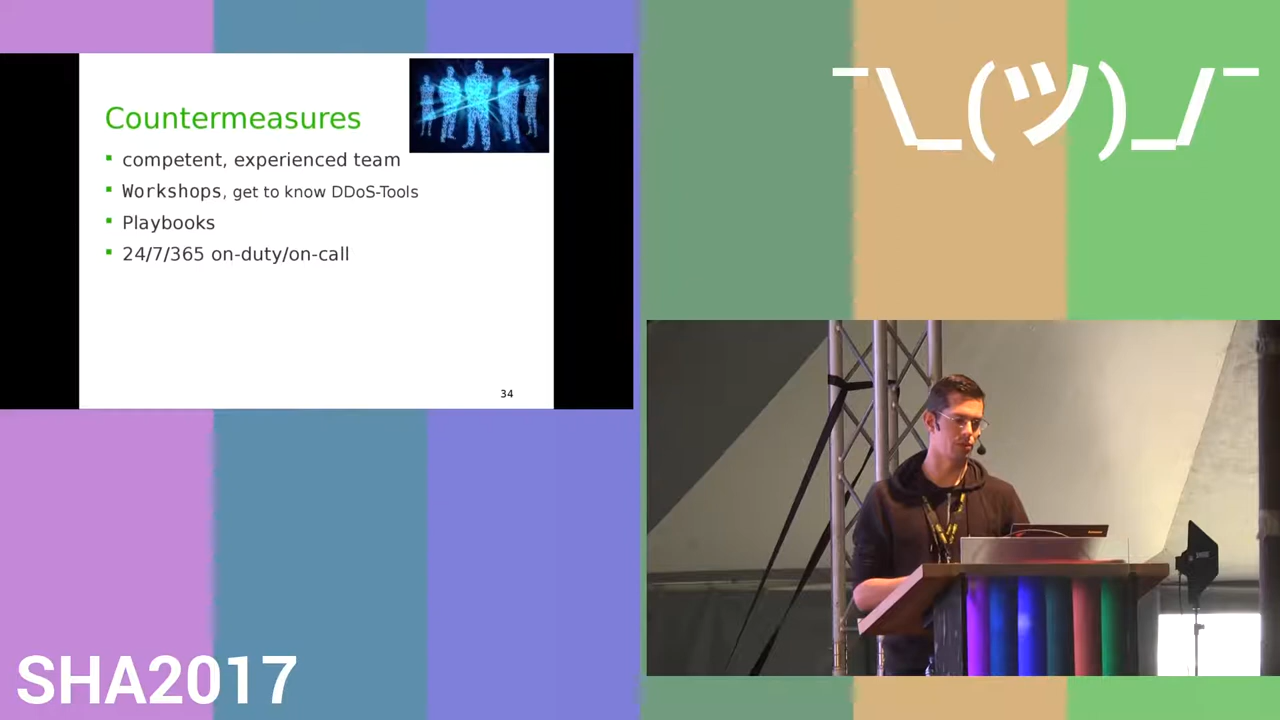 Countermeasures
▪ competent, experienced team
▪ Workshops, get to know DDoS-Tools
▪ Playbooks
▪ 24/7/365 on-duty/on-call
34
¯\_(ツ)_/¯
SHA2017